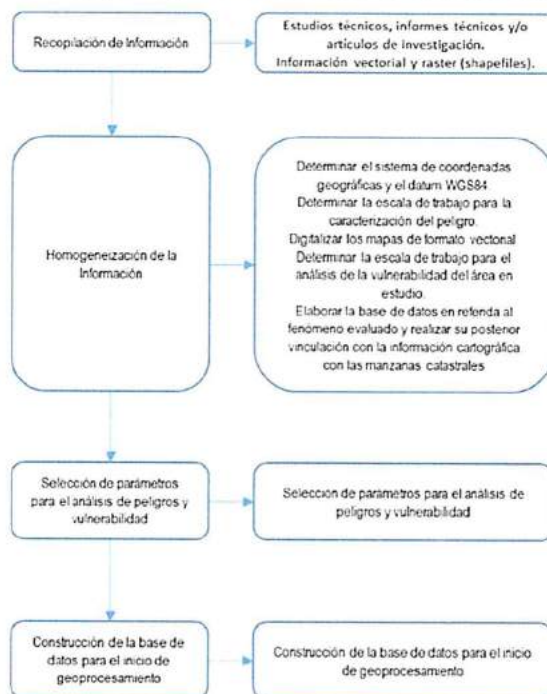 Recopilación de Información
Estudios técnicos, informes técnicos y/o
artículos de investigación.
Información vectorial y raster (shapefiles).
Homogeneización de la
Información
Determinar el sistema de coordenadas
geográficas y el datum WGS84.
Determinar la escala de trabajo para la
caracterización del peligro.
Digitalizar los mapas de formato vectorial
Determinar la escala de trabajo para el
análisis de la vulnerabilidad del área en
estudio.
Elaborar la base de datos en referida al
fenómeno evaluado y realizar su posterior
vinculación con la información cartográfica
con las manzanas catastrales
Selección de parámetros
para el análisis de peligros y
vulnerabilidad
Selección de parámetros para el análisis de
peligros y vulnerabilidad
Construcción de la base de
datos para el inicio de
geoprocesamiento
Construcción de la base de datos para el inicio
de geoprocesamiento